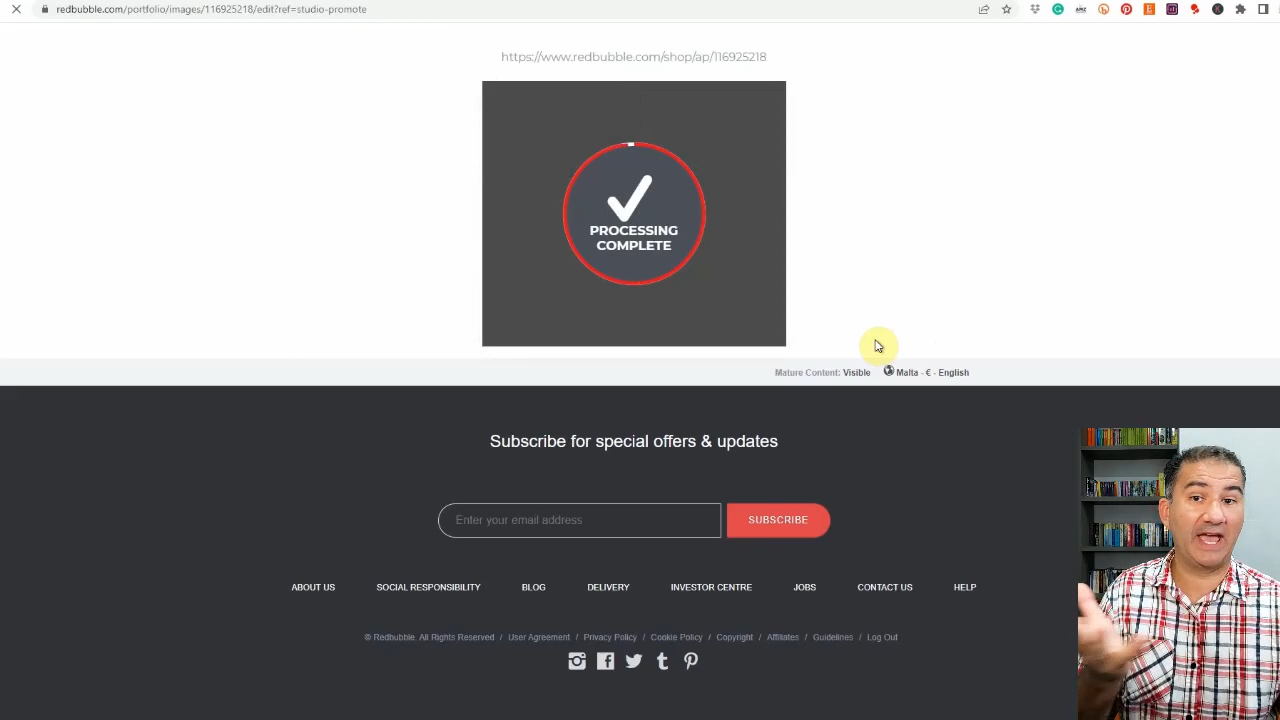 redbubble.com/portfolio/images/116925218/edit?ref=studio-promote
https://www.redbubble.com/shop/ap/116925218
PROCESSING
COMPLETE
Mature Content: Visible Malta - € - English
Subscribe for special offers & updates
Enter your email address SUBSCRIBE
ABOUT US SOCIAL RESPONSIBILITY BLOG DELIVERY INVESTOR CENTRE JOBS CONTACT US HELP
© Redbubble. All Rights Reserved / User Agreement / Privacy Policy / Cookie Policy / Copyright / Affiliates / Guidelines / Log Out